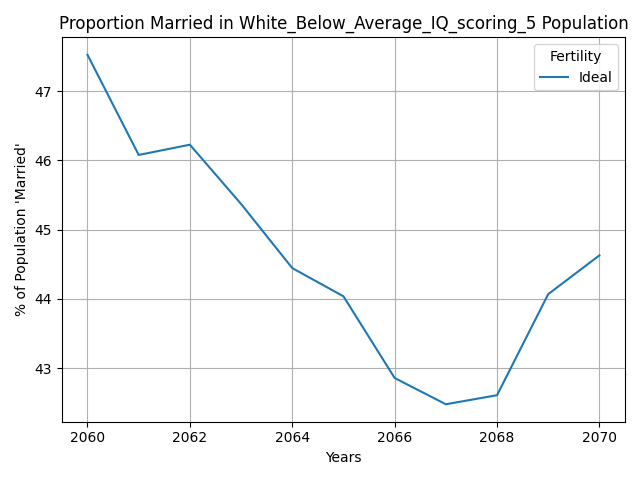 Proportion Married in White_Below_Average_IQ_scoring_5 Population
Fertility
Ideal
% of Population 'Married'
47
46
45
44
43
2060
2062
2064
2066
2068
2070
Years